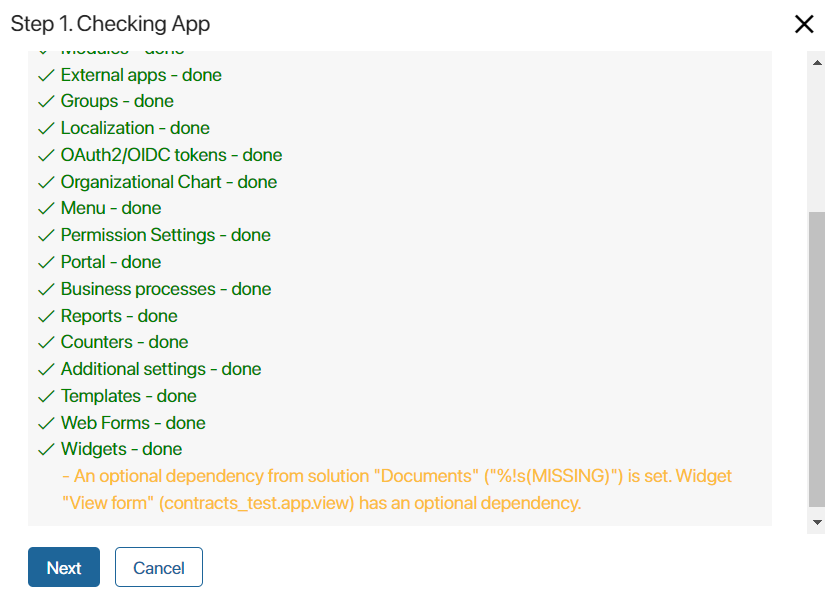 Step 1. Checking App
Modules - done
External apps - done
Groups - done
Localization - done
OAuth2/OIDC tokens - done
Organizational Chart - done
Menu - done
Permission Settings - done
Portal - done
Business processes - done
Reports - done
Counters - done
Additional settings - done
Templates - done
Web Forms - done
Widgets - done
- An optional dependency from solution "Documents" ("%!s(MISSING)") is set. Widget
"View form" (contracts_test.app.view) has an optional dependency.
Next
Cancel